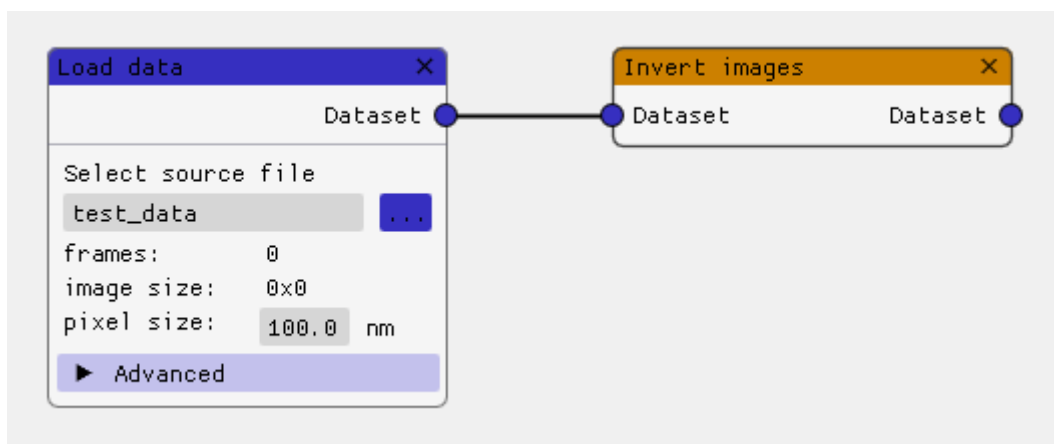 Load data
Dataset
Select source file
test_data
...
frames: 0
image size: 0x0
pixel size: 100.0 nm
Advanced
Invert images
Dataset Dataset